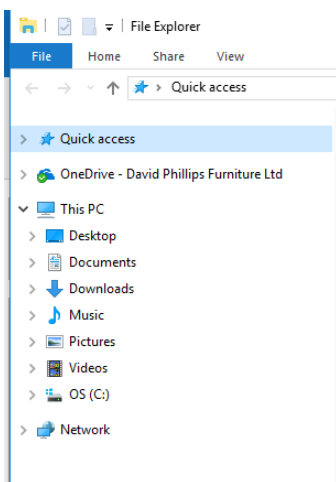 File Explorer
File Home Share View
Quick access
Quick access
OneDrive - David Phillips Furniture Ltd
This PC
Desktop
Documents
Downloads
Music
Pictures
Videos
OS (C:)
Network